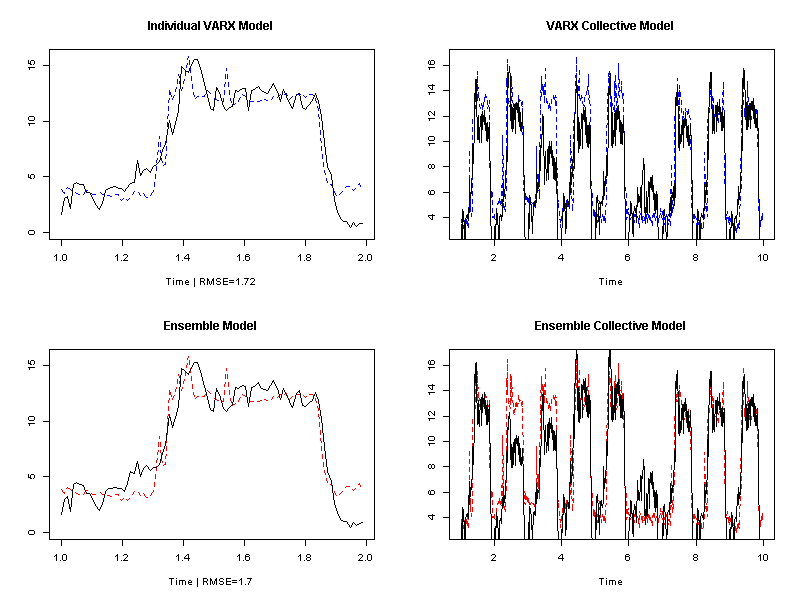 Individual VARX Model
15
10
5
0
1.0 1.2 1.4 1.6 1.8 2.0
Time | RMSE=1.72
VARX Collective Model
16
14
12
10
8
6
4
2 4 6 8 10
Time
Ensemble Model
15
10
5
0
1.0 1.2 1.4 1.6 1.8 2.0
Time | RMSE=1.7
Ensemble Collective Model
16
14
12
10
8
6
4
2 4 6 8 10
Time